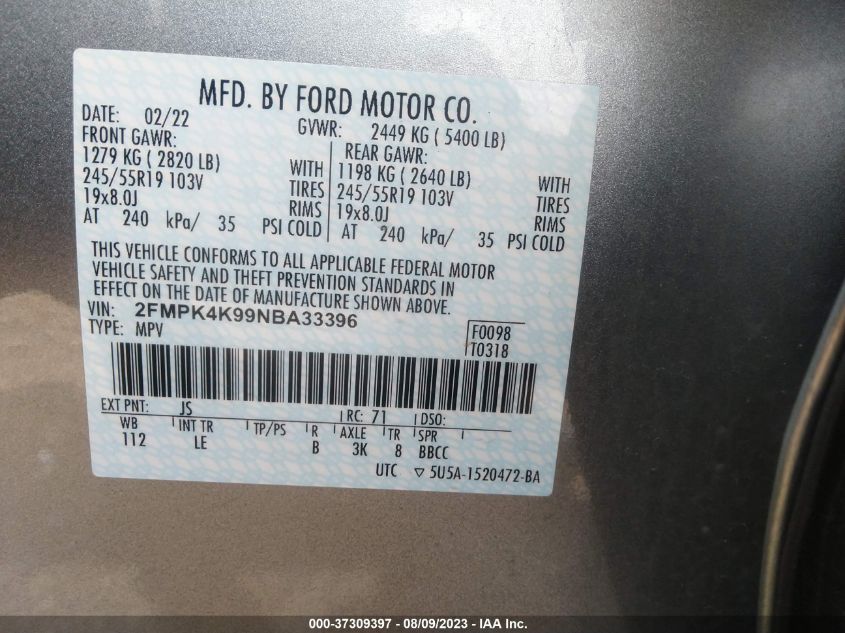 MFD. BY FORD MOTOR CO.
DATE: 02/22 GVWR: 2449 KG ( 5400 LB)
FRONT GAWR: REAR GAWR:
1279 KG ( 2820 LB) WITH 1198 KG ( 2640 LB) WITH
245/55R19 103V TIRES 245/55R19 103V TIRES
19x8.0J RIMS 19x8.0J RIMS
AT 240 kPa/ 35 PSI COLD AT 240 kPa/ 35 PSI COLD
THIS VEHICLE CONFORMS TO ALL APPLICABLE FEDERAL MOTOR
VEHICLE SAFETY AND THEFT PREVENTION STANDARDS IN
EFFECT ON THE DATE OF MANUFACTURE SHOWN ABOVE.
VIN: 2FMPK4K99NBA33396
TYPE: MPV F0098
T0318
EXT PNT: JS RC: 71 DSO:
WB INT TR TP/PS R AXLE TR SPR
112 LE B 3K 8 BBCC
UTC ▽ 5U5A-1520472-BA
000-37309397 - 08/09/2023 - IAA Inc.